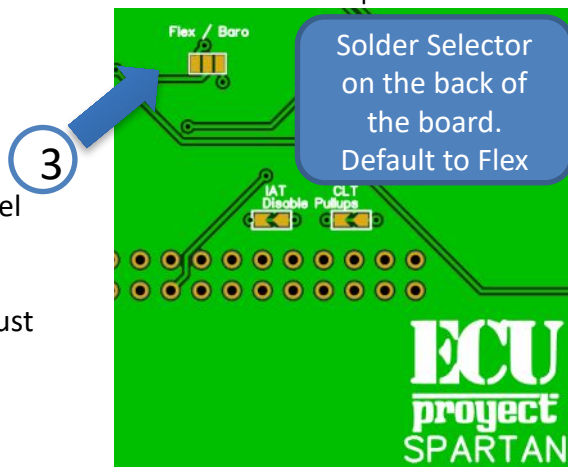 Flex / Baro
Solder Selector
on the back of
the board.
Default to Flex
3
el
IAT CLT
Disable Pullups
ust
ECU
proyect
SPARTAN